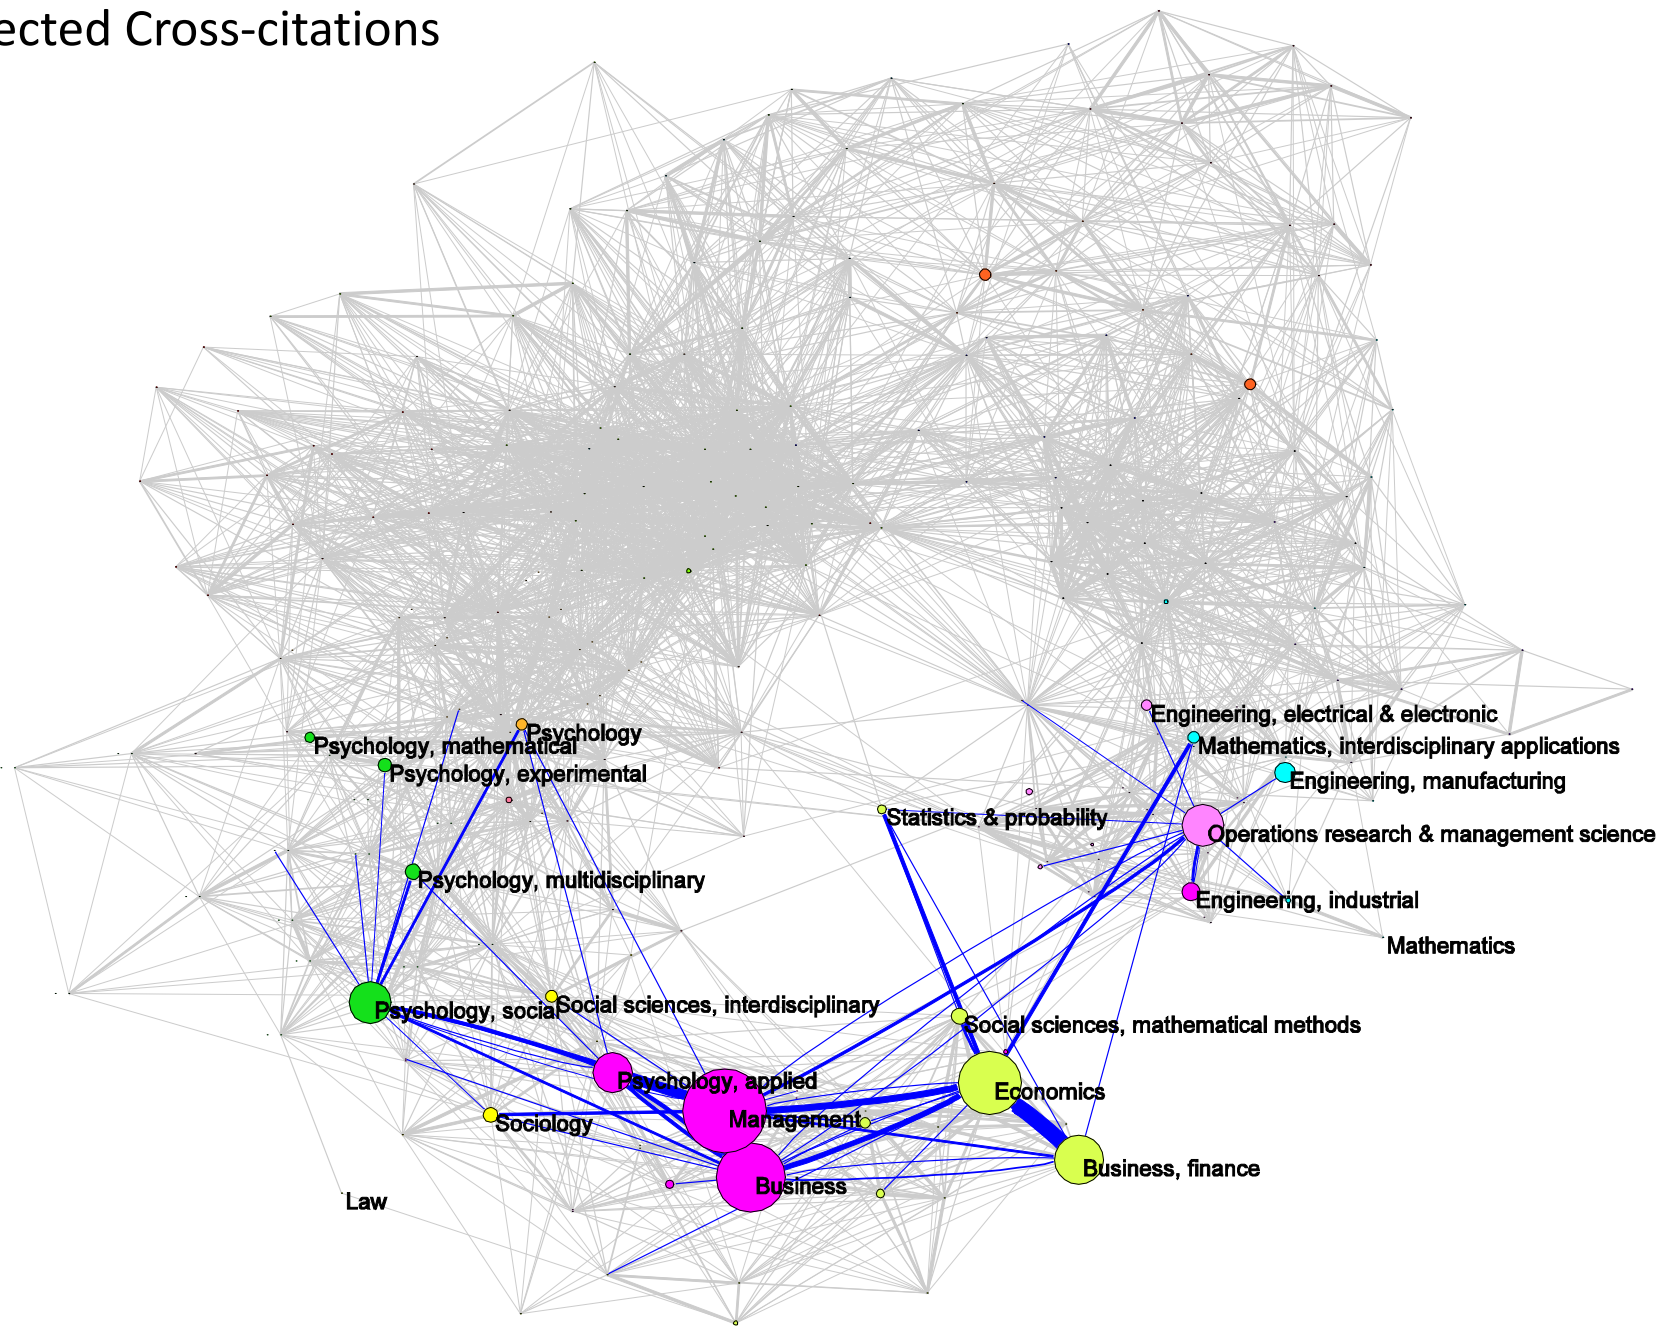 ected Cross-citations
Engineering, electrical & electronic
Psychology
Psychology, mathematical
Mathematics, interdisciplinary applications
Psychology, experimental
Engineering, manufacturing
Statistics & probability
Operations research & management science
Psychology, multidisciplinary
Engineering, industrial
Mathematics
Social sciences, interdisciplinary
Psychology, social
Social sciences, mathematical methods
Psychology, applied
Economics
Management
Sociology
Business, finance
Business
Law